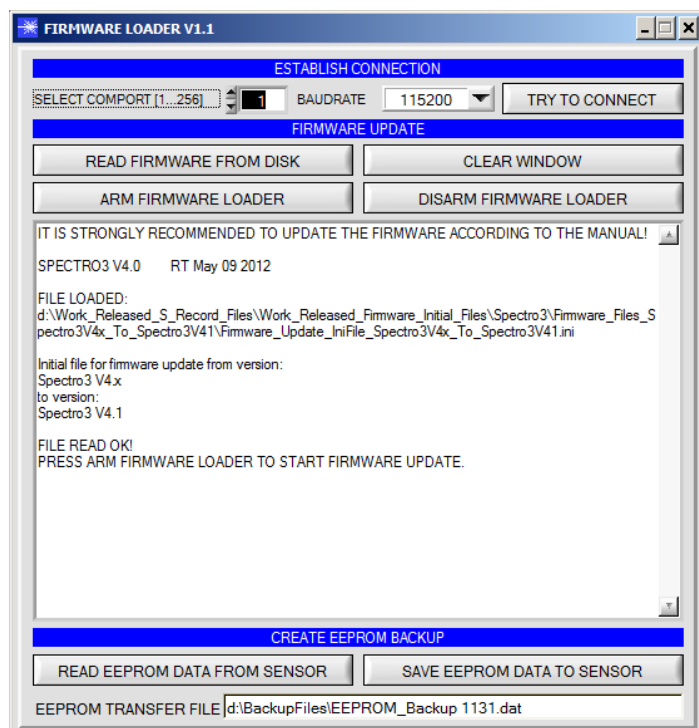 FIRMWARE LOADER V1.1
ESTABLISH CONNECTION
SELECT COMPORT [1...256] 1 BAUDRATE 115200 TRY TO CONNECT
FIRMWARE UPDATE
READ FIRMWARE FROM DISK CLEAR WINDOW
ARM FIRMWARE LOADER DISARM FIRMWARE LOADER
IT IS STRONGLY RECOMMENDED TO UPDATE THE FIRMWARE ACCORDING TO THE MANUAL!
SPECTRO3 V4.0 RT May 09 2012
FILE LOADED:
d:\Work_Released_S_Record_Files\Work_Released_Firmware_Initial_Files\Spectro3\Firmware_Files_S
pectro3V4x_To_Spectro3V41\Firmware_Update_IniFile_Spectro3V4x_To_Spectro3V41.ini
Initial file for firmware update from version:
Spectro3 V4.x
to version:
Spectro3 V4.1
FILE READ OK!
PRESS ARM FIRMWARE LOADER TO START FIRMWARE UPDATE.
CREATE EEPROM BACKUP
READ EEPROM DATA FROM SENSOR SAVE EEPROM DATA TO SENSOR
EEPROM TRANSFER FILE d:\BackupFiles\EEPROM_Backup 1131.dat